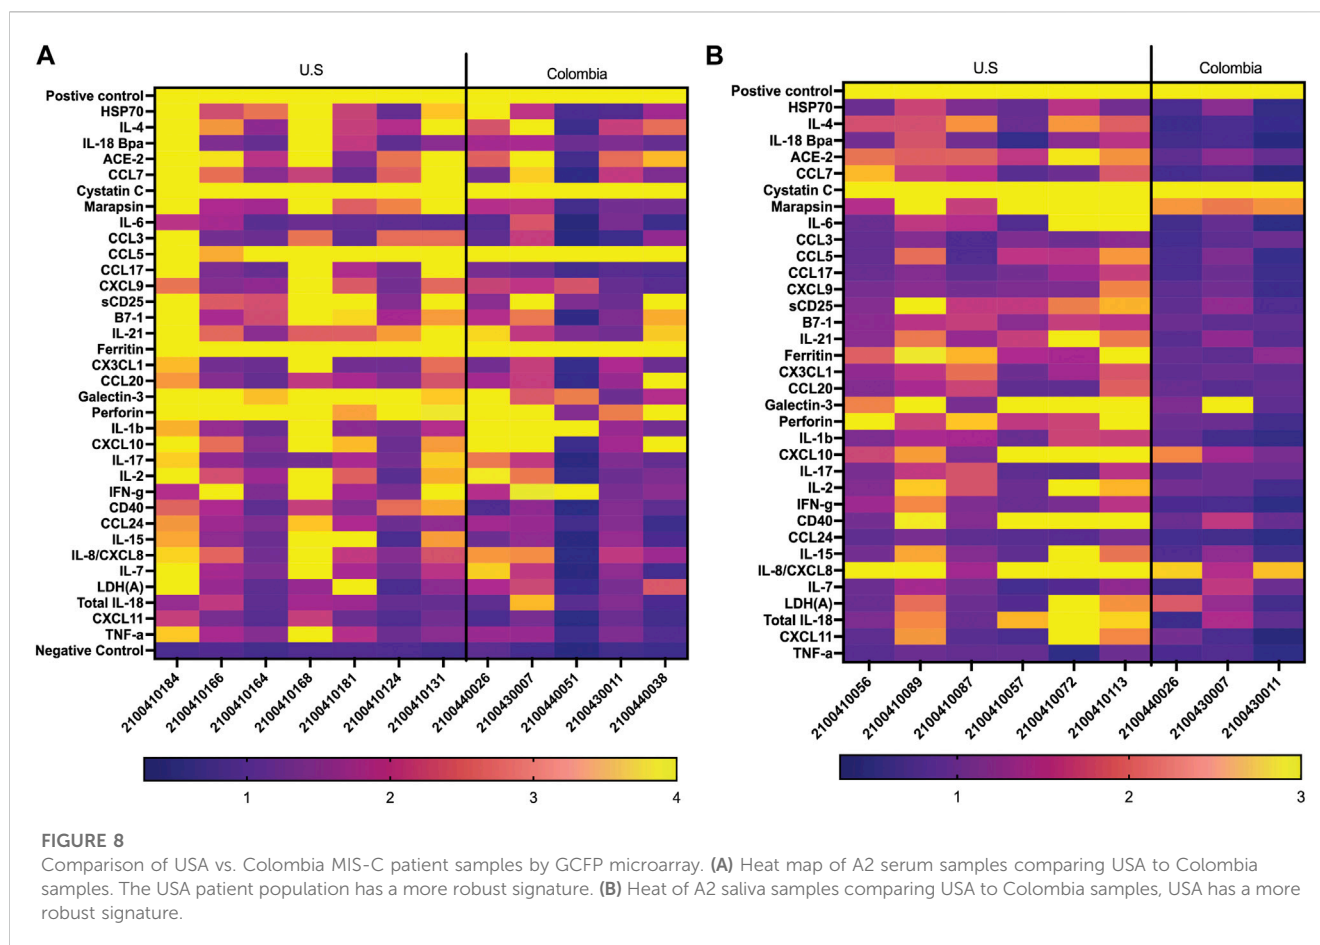 A
U.S
Colombia
Postive control
HSP70
IL-4
IL-18 Bpa
ACE-2
CCL7
Cystatin C
Marapsin
IL-6
CCL3
CCL5
CCL17
CXCL9
sCD25
B7-1
IL-21
Ferritin
CX3CL1
CCL20
Galectin-3
Perforin
IL-1b
CXCL10
IL-17
IL-2
IFN-g
CD40
CCL24
IL-15
IL-8/CXCL8
IL-7
LDH(A)
Total IL-18
CXCL11
TNF-a
Negative Control
2100410184
2100410166
2100410164
2100410168
2100410181
2100410124
2100410131
2100440026
2100430007
2100440051
2100430011
2100440038
1 2 3 4
B
U.S
Colombia
Postive control
HSP70
IL-4
IL-18 Bpa
ACE-2
CCL7
Cystatin C
Marapsin
IL-6
CCL3
CCL5
CCL17
CXCL9
sCD25
B7-1
IL-21
Ferritin
CX3CL1
CCL20
Galectin-3
Perforin
IL-1b
CXCL10
IL-17
IL-2
IFN-g
CD40
CCL24
IL-15
IL-8/CXCL8
IL-7
LDH(A)
Total IL-18
CXCL11
TNF-a
2100410056
2100410089
2100410087
2100410057
2100410072
2100410113
2100440026
2100430007
2100430011
1 2 3
FIGURE 8
Comparison of USA vs. Colombia MIS-C patient samples by GCFP microarray. (A) Heat map of A2 serum samples comparing USA to Colombia
samples. The USA patient population has a more robust signature. (B) Heat of A2 saliva samples comparing USA to Colombia samples, USA has a more
robust signature.